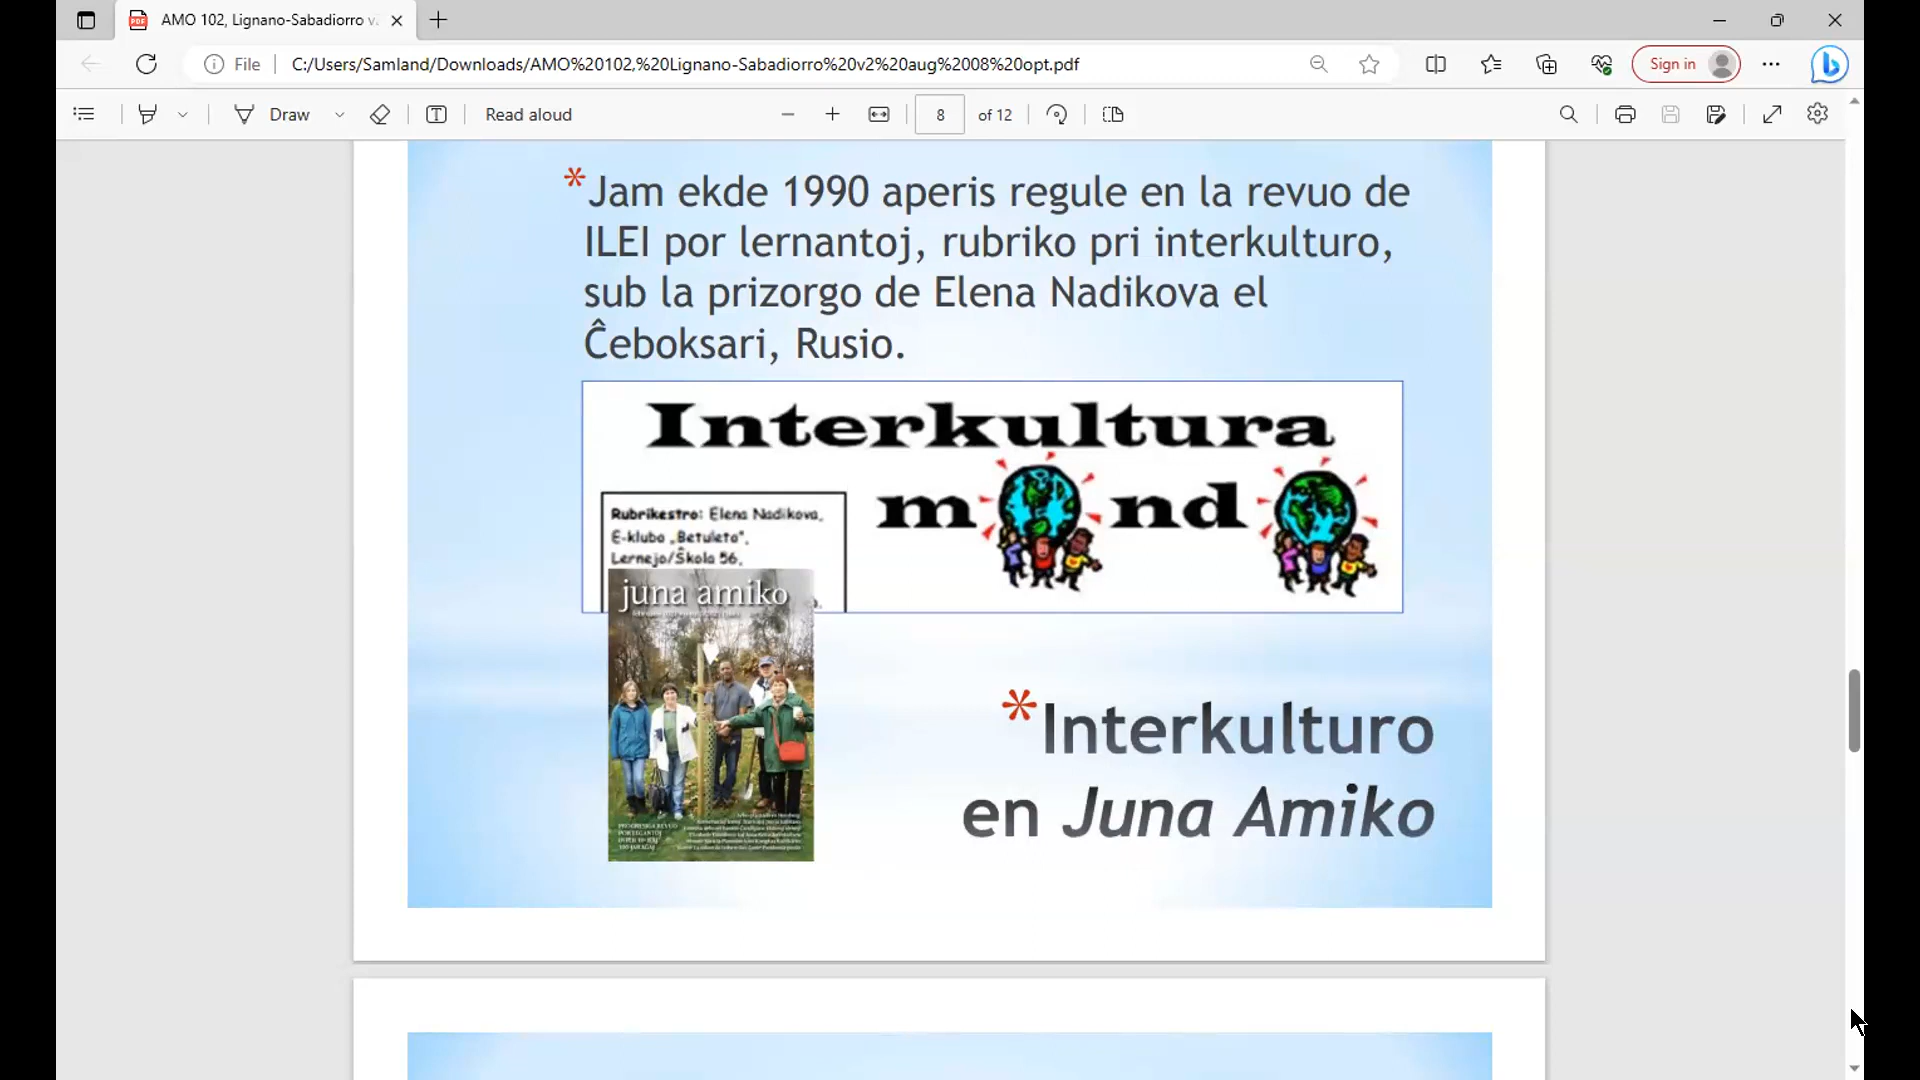 AMO 102, Lignano-Sabadiorro v
File
C:/Users/Samland/Downloads/AMO%20102,%20Lignano-Sabadiorro%20v2%20aug%2008%20opt.pdf
Sign in
Draw
Read aloud
8 of 12
*Jam ekde 1990 aperis regule en la revuo de
ILEI por lernantoj, rubriko pri interkulturo,
sub la prizorgo de Elena Nadikova el
Ĉeboksari, Rusio.
Interkultura
m nd
Rubrikestro: Elena Nadikova,
E-klubo „Betuleto",
Lernejo/Ŝkola 56,
juna amiko
*Interkulturo
en Juna Amiko